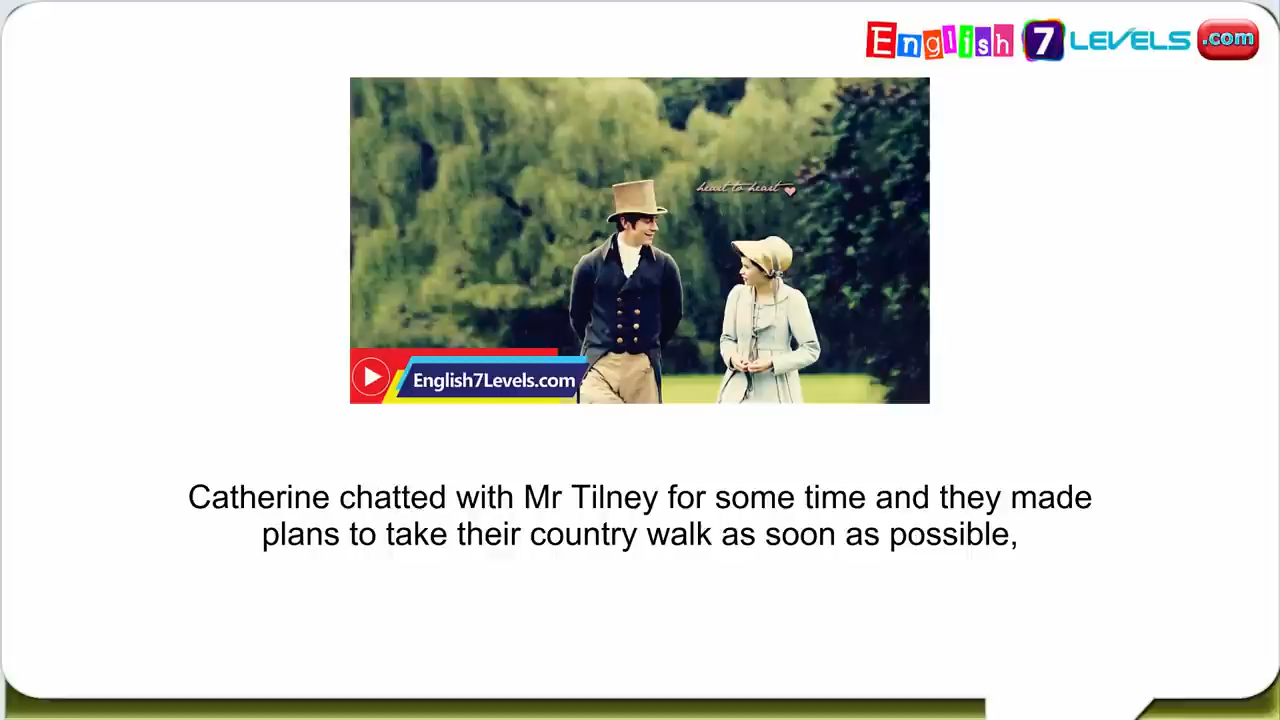 English 7 LEVELS .com
heart to heart
English7Levels.com
Catherine chatted with Mr Tilney for some time and they made
plans to take their country walk as soon as possible,